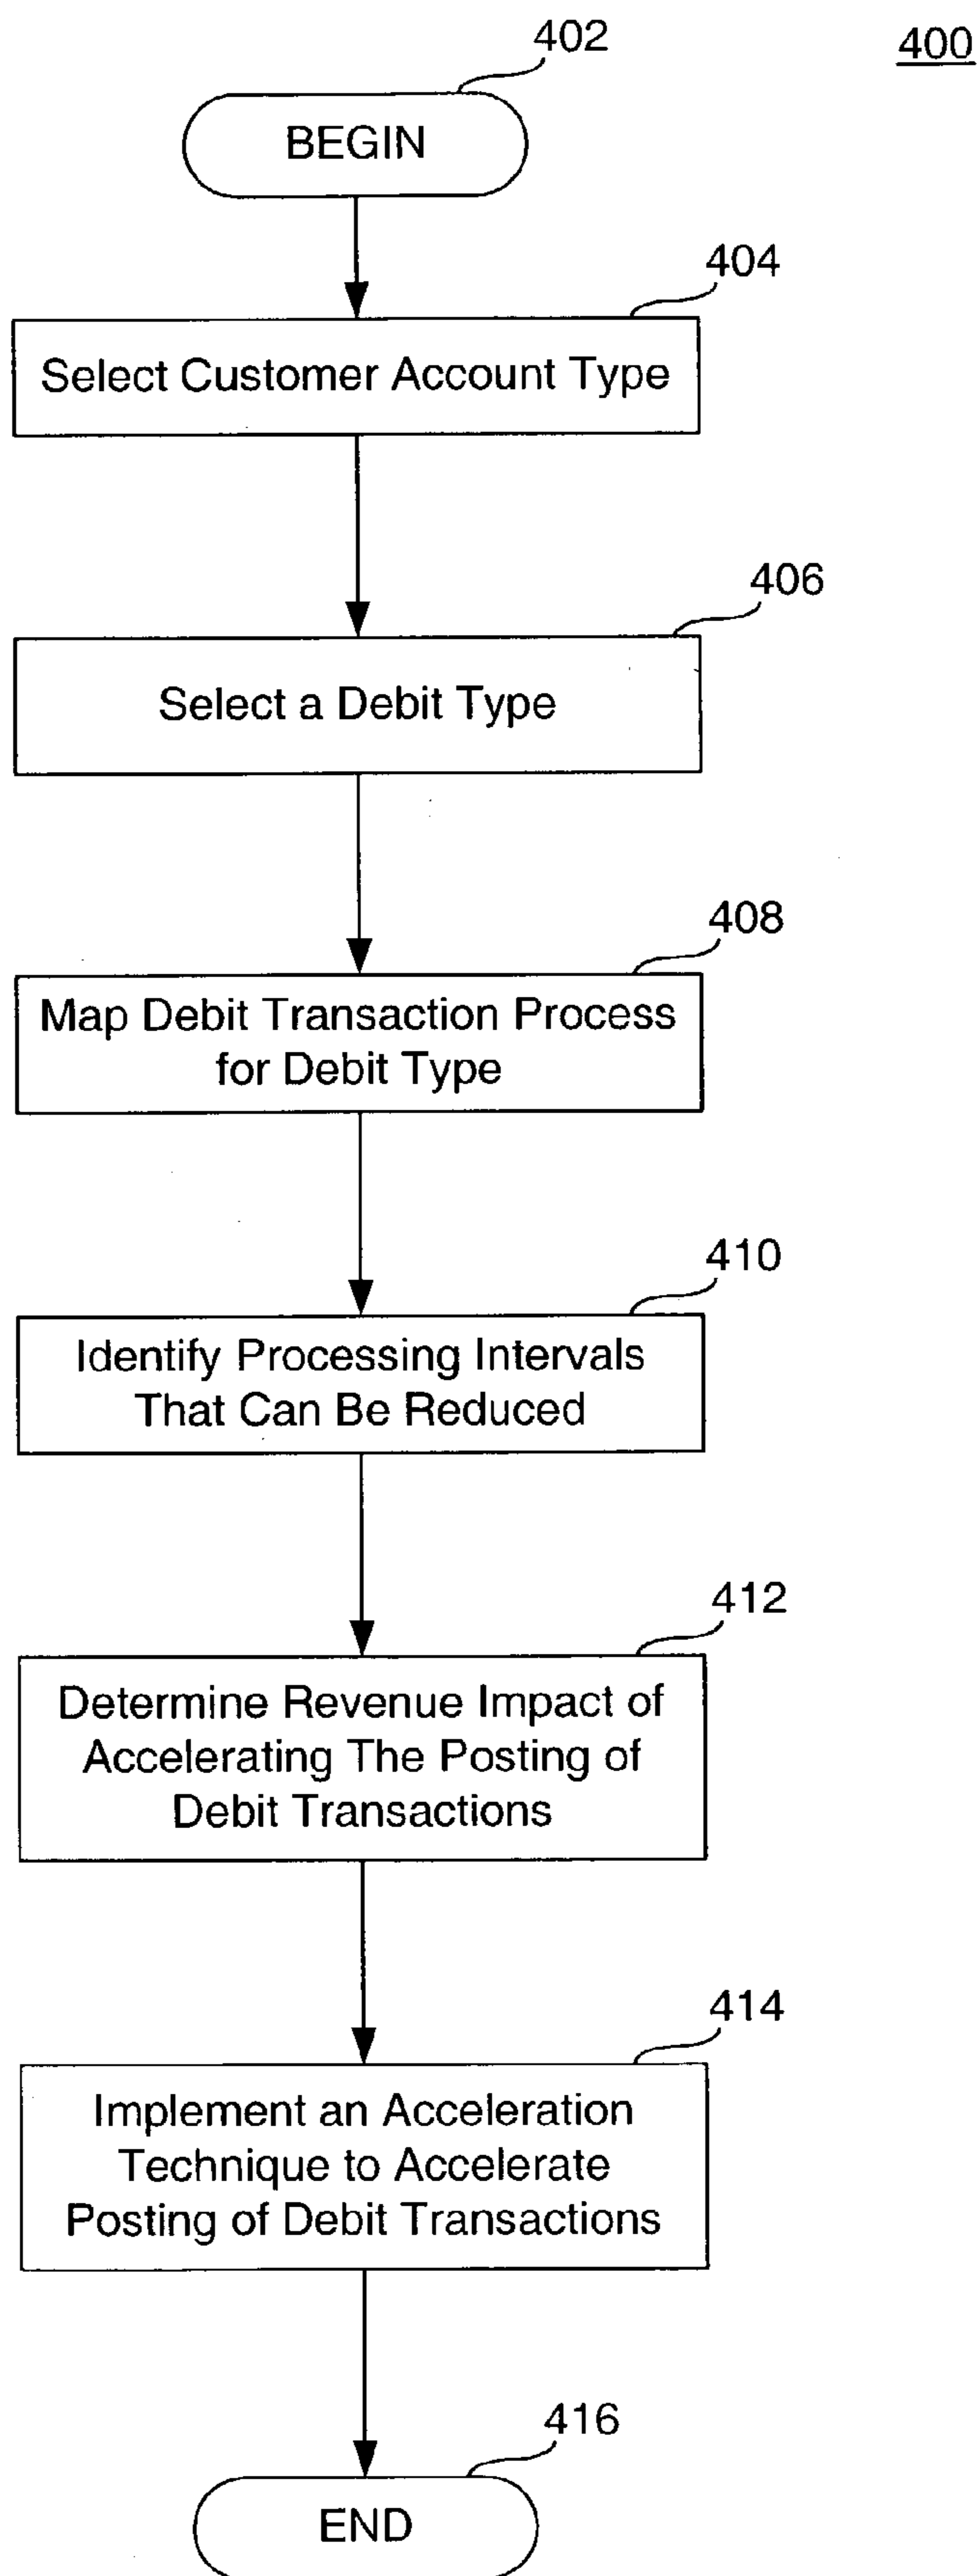 402
400
BEGIN
404
Select Customer Account Type
406
Select a Debit Type
408
Map Debit Transaction Process
for Debit Type
410
Identify Processing Intervals
That Can Be Reduced
412
Determine Revenue Impact of
Accelerating The Posting of
Debit Transactions
414
Implement an Acceleration
Technique to Accelerate
Posting of Debit Transactions
416
END